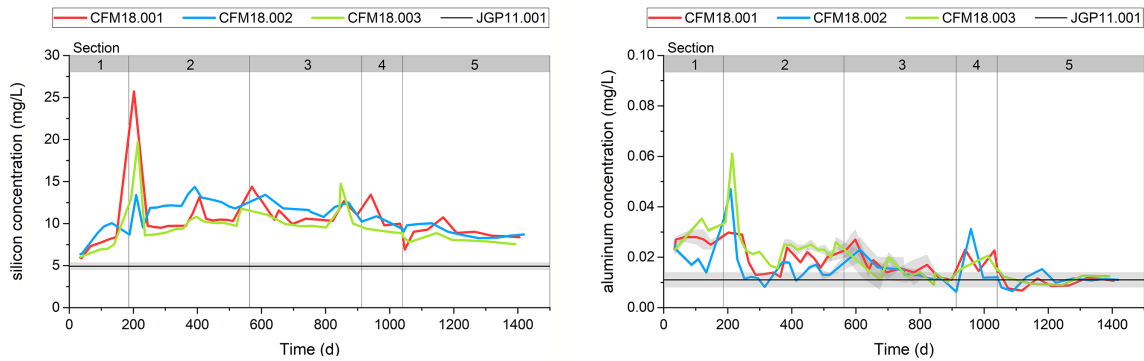 CFM18.001 CFM18.002 CFM18.003 JGP11.001
Section
1 2 3 4 5
30
25
20
15
10
5
0
silicon concentration (mg/L)
0 200 400 600 800 1000 1200 1400
Time (d)
CFM18.001 CFM18.002 CFM18.003 JGP11.001
Section
1 2 3 4 5
0.10
0.08
0.06
0.04
0.02
0.00
aluminum concentration (mg/L)
0 200 400 600 800 1000 1200 1400
Time (d)